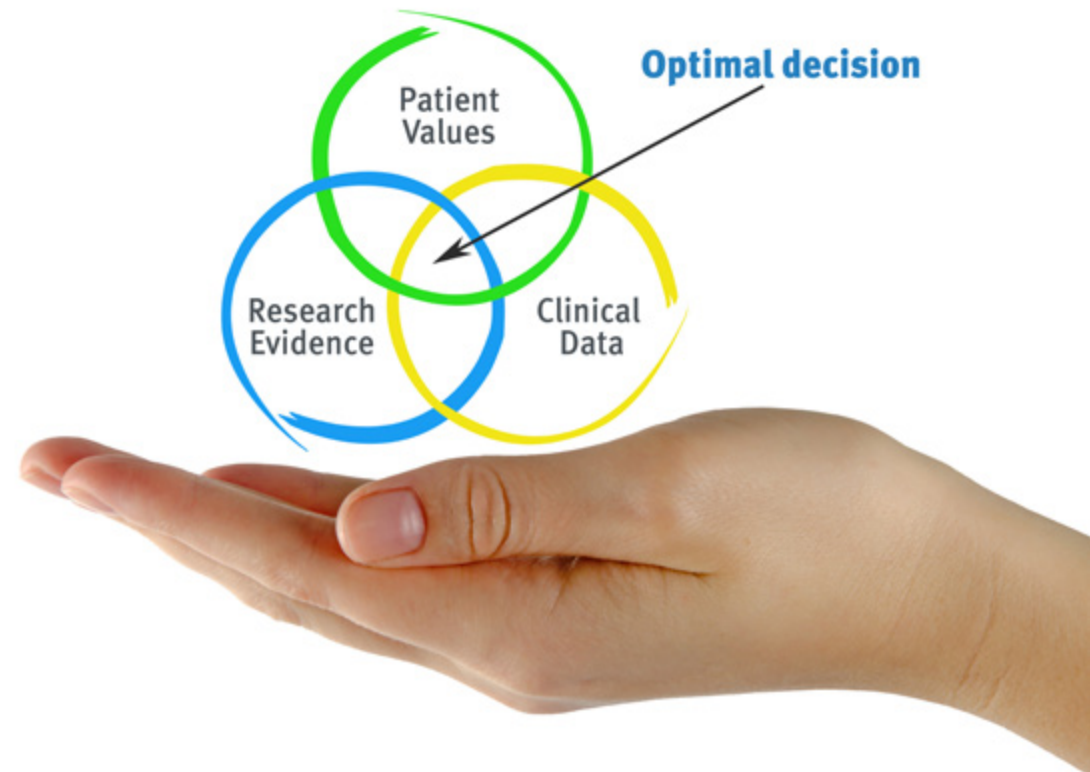 Optimal decision
Patient
Values
Research
Evidence
Clinical
Data